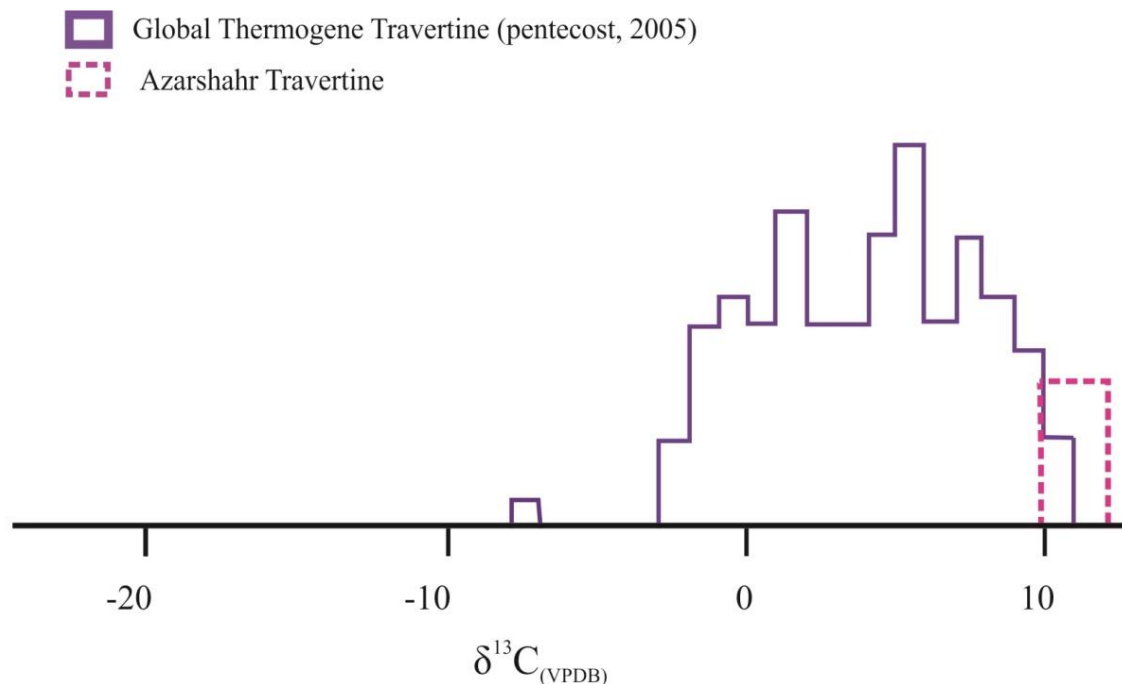 Global Thermogene Travertine (pentecost, 2005)
Azarshahr Travertine
-20 -10 0 10
δ¹³C(VPDB)